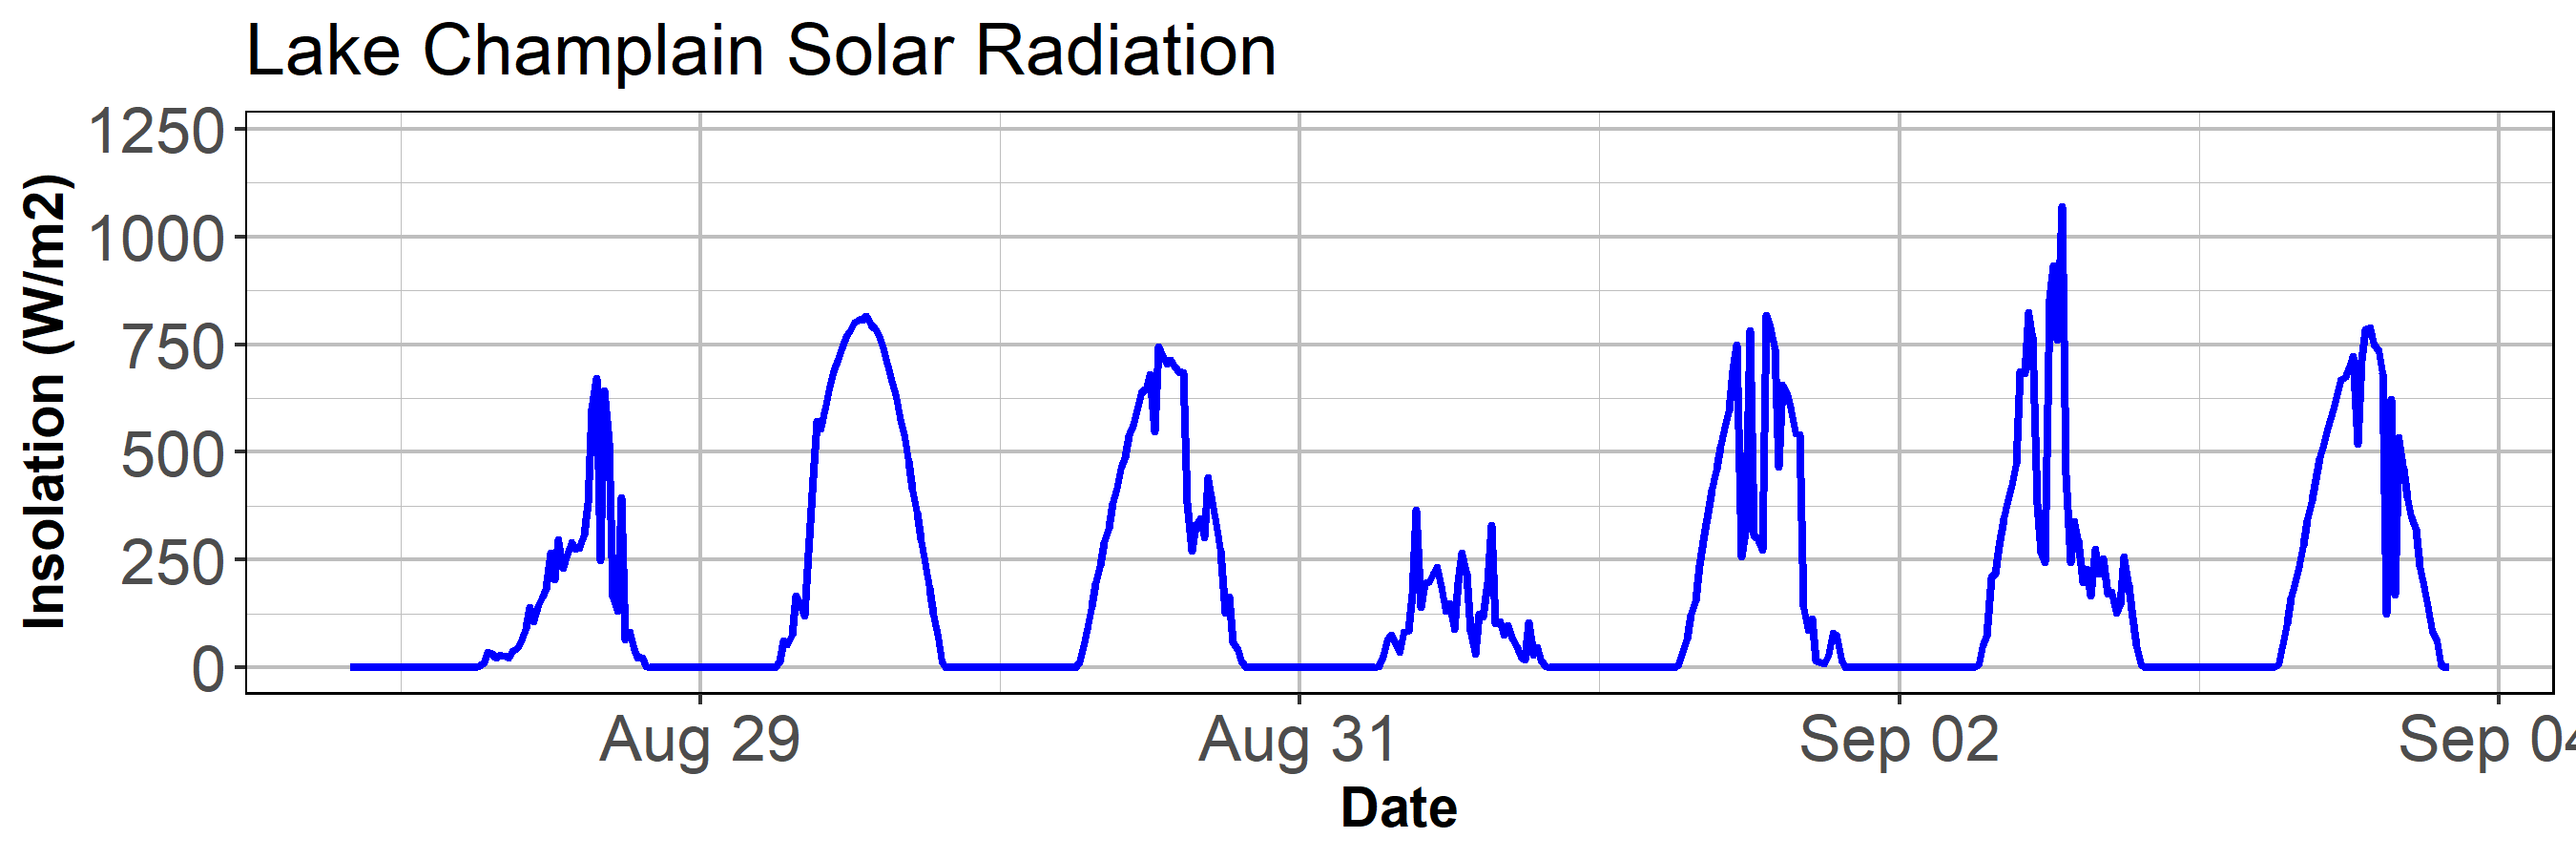 Lake Champlain Solar Radiation
Insolation (W/m2)
1250
1000
750
500
250
0
Aug 29 Aug 31 Sep 02 Sep 04
Date